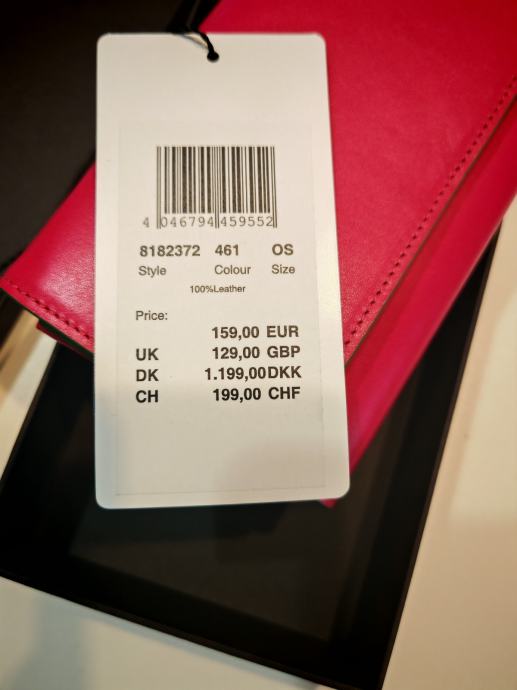 4 046794 459552
8182372 461 OS
Style Colour Size
100%Leather
Price:
159,00 EUR
UK 129,00 GBP
DK 1.199,00DKK
CH 199,00 CHF